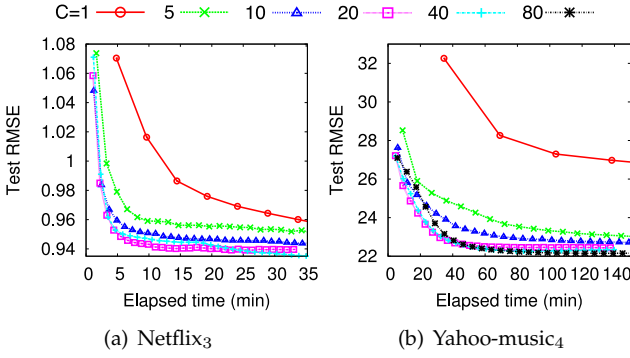 C=1 5 10 20 40 80
1.08
1.06
1.04
1.02
1
0.98
0.96
0.94
Test RMSE
0 5 10 15 20 25 30 35
Elapsed time (min)
(a) Netflix₃
32
30
28
26
24
22
Test RMSE
0 20 40 60 80 100 120 140
Elapsed time (min)
(b) Yahoo-music₄